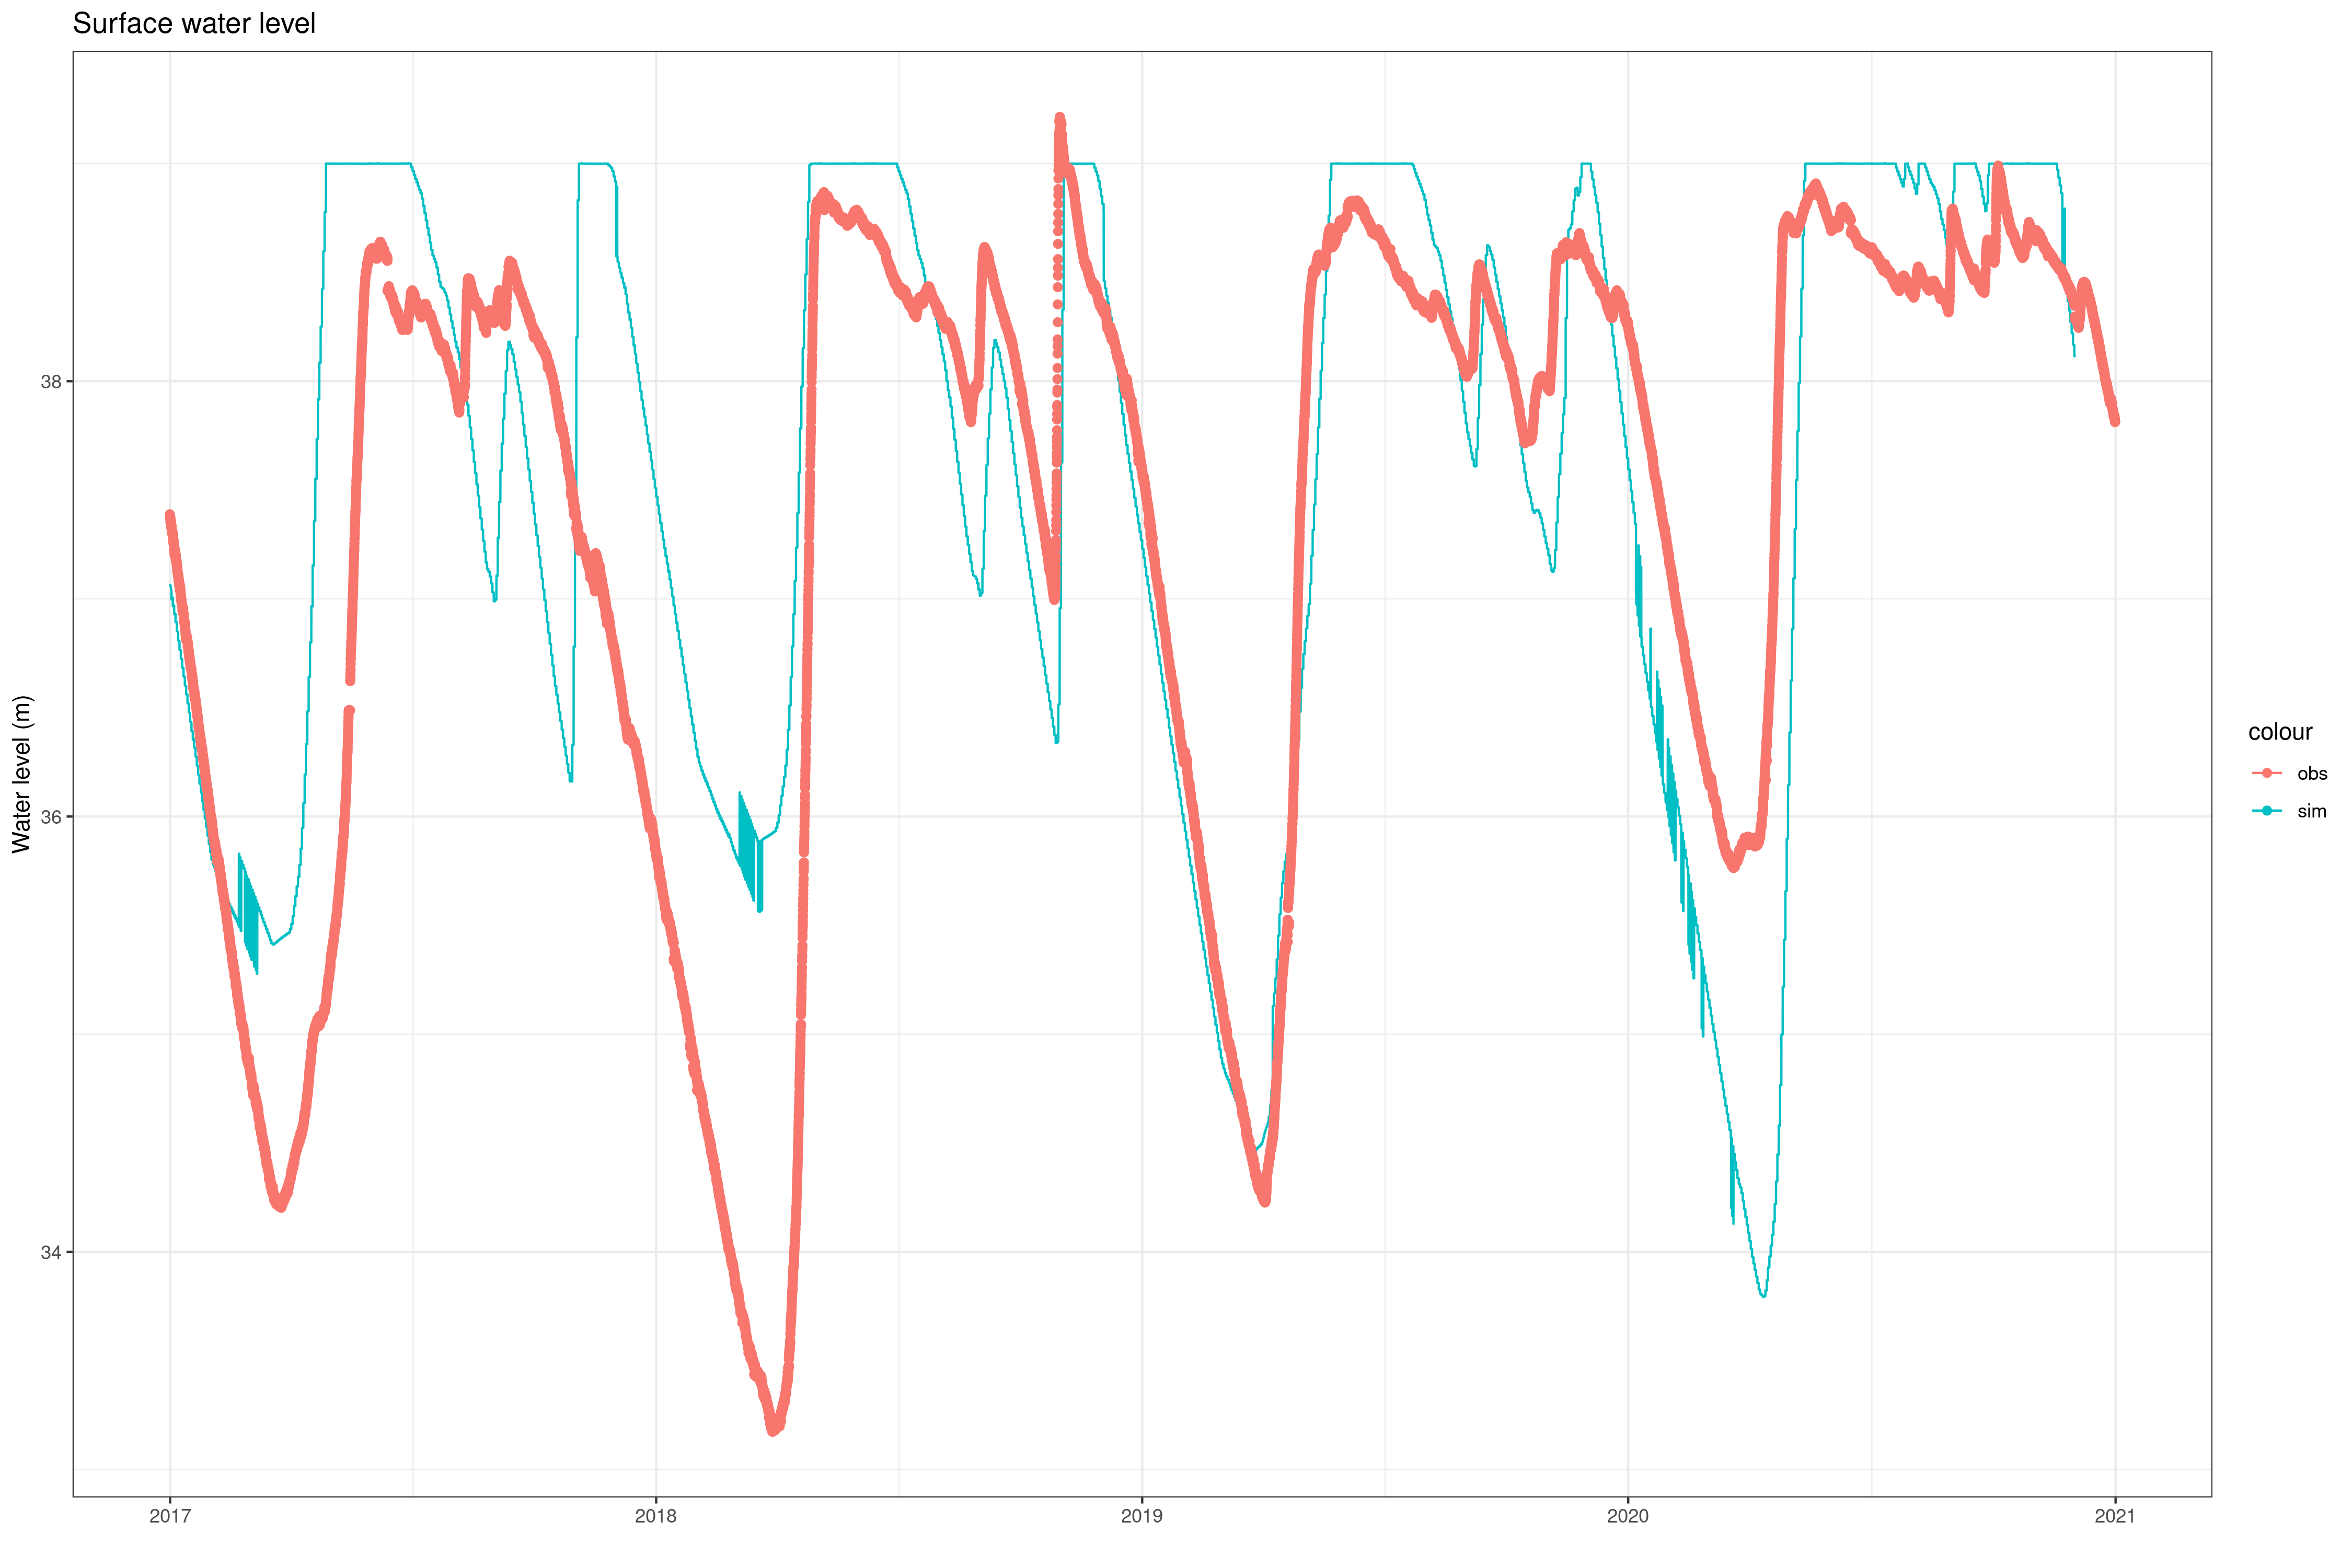 Surface water level
Water level (m)
38
36
34
2017
2018
2019
2020
2021
colour
obs
sim